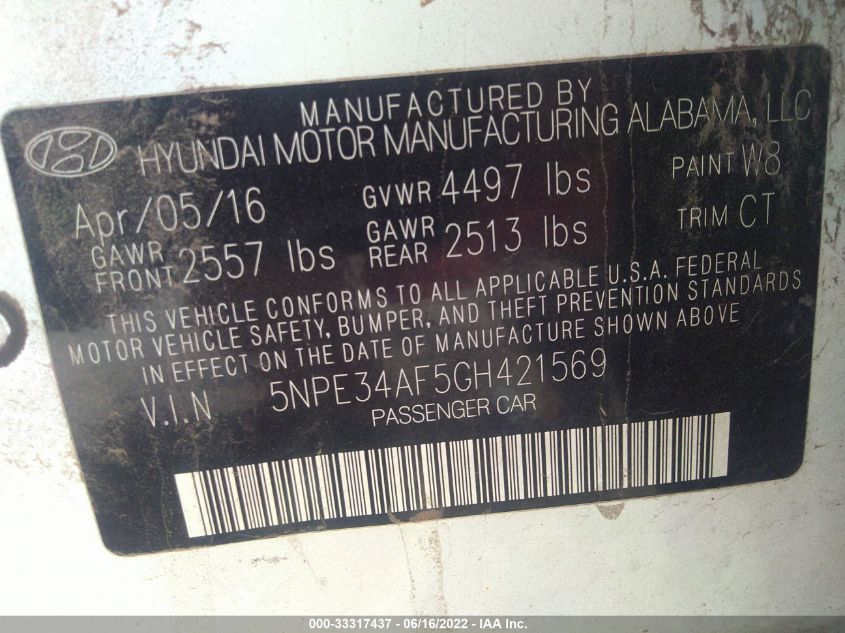 MANUFACTURED BY
HYUNDAI MOTOR MANUFACTURING ALABAMA, LLC
Apr/05/16 GVWR 4497 lbs PAINT W8
GAWR FRONT 2557 lbs GAWR REAR 2513 lbs TRIM CT
THIS VEHICLE CONFORMS TO ALL APPLICABLE U.S.A. FEDERAL
MOTOR VEHICLE SAFETY, BUMPER, AND THEFT PREVENTION STANDARDS
IN EFFECT ON THE DATE OF MANUFACTURE SHOWN ABOVE
V.I.N 5NPE34AF5GH421569
PASSENGER CAR
000-33317437 - 06/16/2022 - IAA Inc.